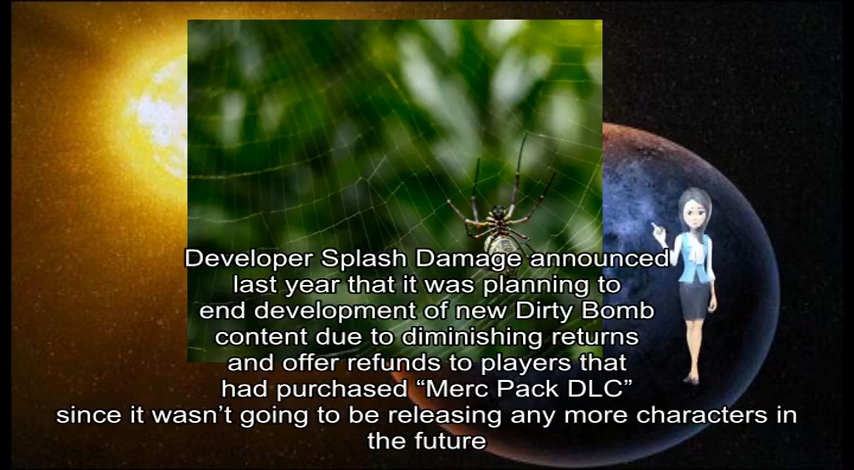 Developer Splash Damage announced
last year that it was planning to
end development of new Dirty Bomb
content due to diminishing returns
and offer refunds to players that
had purchased “Merc Pack DLC”
since it wasn’t going to be releasing any more characters in
the future